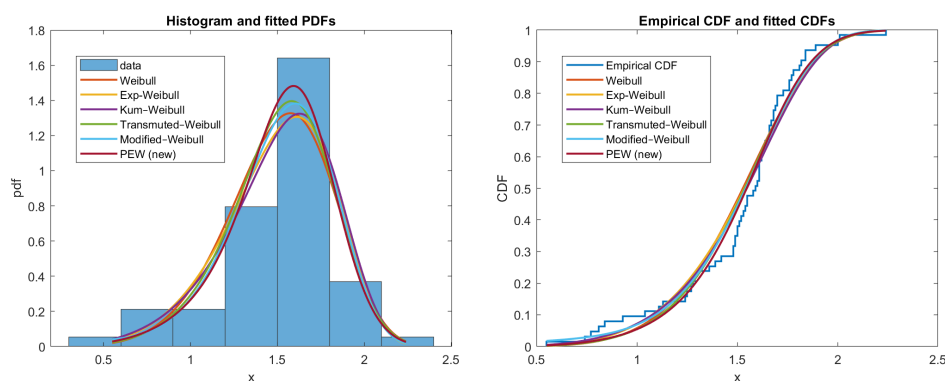 Histogram and fitted PDFs
1.8
1.6
1.4
1.2
1
0.8
0.6
0.4
0.2
0
pdf
data
Weibull
Exp-Weibull
Kum-Weibull
Transmuted-Weibull
Modified-Weibull
PEW (new)
0.5
1
1.5
2
2.5
x
Empirical CDF and fitted CDFs
1
0.9
0.8
0.7
0.6
0.5
0.4
0.3
0.2
0.1
0
CDF
Empirical CDF
Weibull
Exp-Weibull
Kum-Weibull
Transmuted-Weibull
Modified-Weibull
PEW (new)
0.5
1
1.5
2
2.5
x